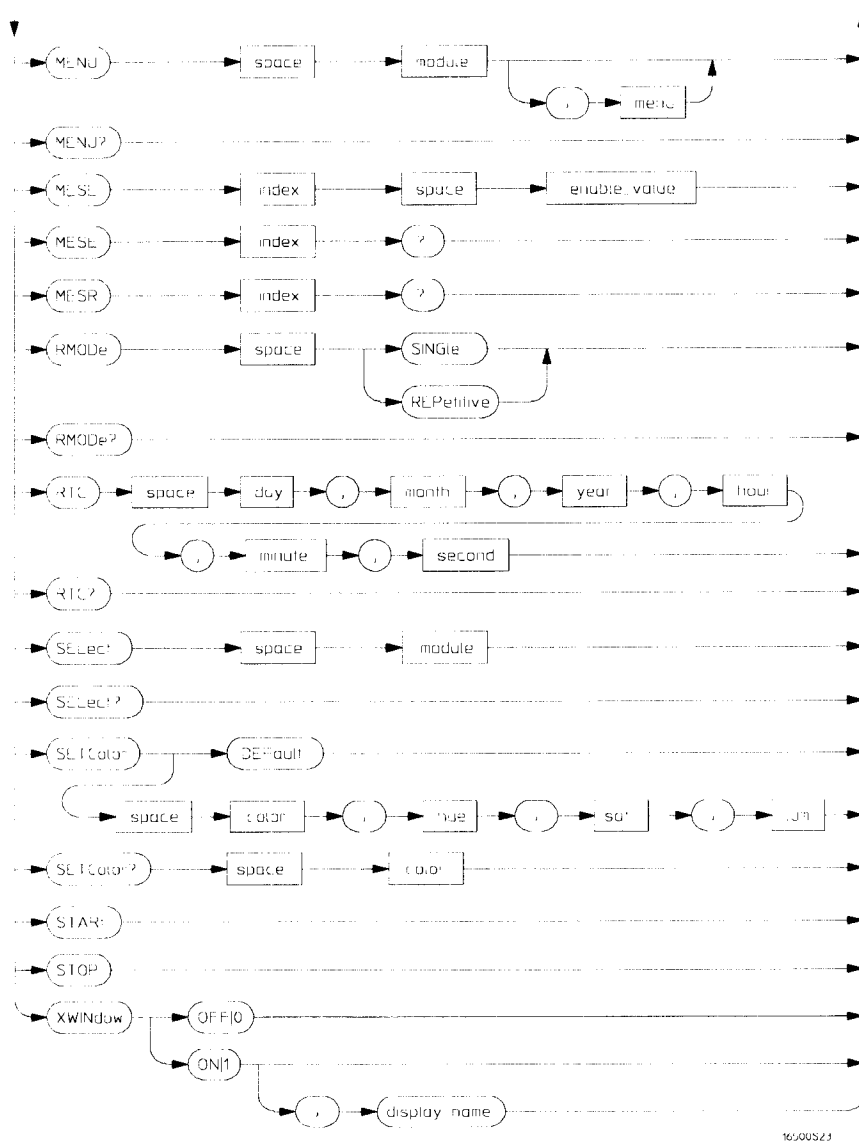 MENU space module
, menu
MENU?
MESE index space enable_value
MESE index ?
MESR index ?
RMODe space SINGle
REPetitive
RMODe?
RTC space day , month , year , hour
, minute , second
RTC?
SELect space module
SELect?
SETColor DEFault
space color , hue , sat , lum
SETColor? space color
STARt
STOP
XWINdow OFF|0
ON|1
, display name
16500S23